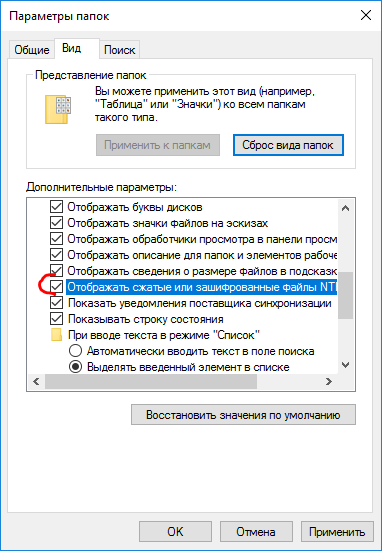 Параметры папок
Общие
Вид
Поиск
Представление папок
Вы можете применить этот вид (например,
"Таблица" или "Значки") ко всем папкам
такого типа.
Применить к папкам
Сброс вида папок
Дополнительные параметры:
Отображать буквы дисков
Отображать значки файлов на эскизах
Отображать обработчики просмотра в панели просм
Отображать описание для папок и элементов рабоче
Отображать сведения о размере файлов в подсказк
Отображать сжатые или зашифрованные файлы NT
Показать уведомления поставщика синхронизации
Показывать строку состояния
При вводе текста в режиме "Список"
Автоматически вводить текст в поле поиска
Выделять введенный элемент в списке
Восстановить значения по умолчанию
OK
Отмена
Применить